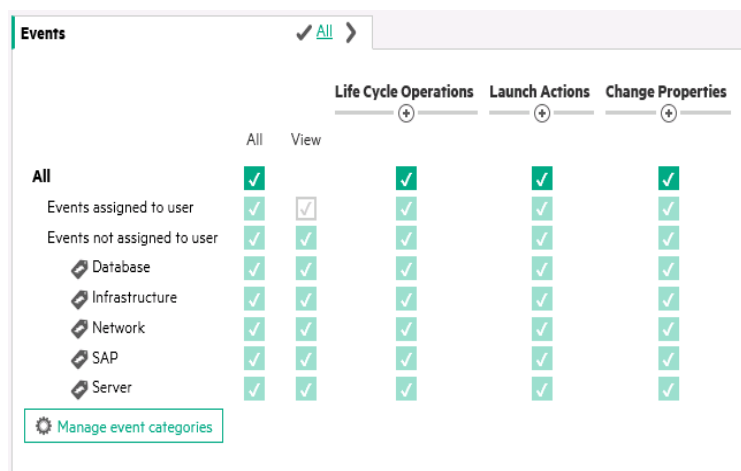 Events All
Life Cycle Operations Launch Actions Change Properties
All View
All
Events assigned to user
Events not assigned to user
Database
Infrastructure
Network
SAP
Server
Manage event categories